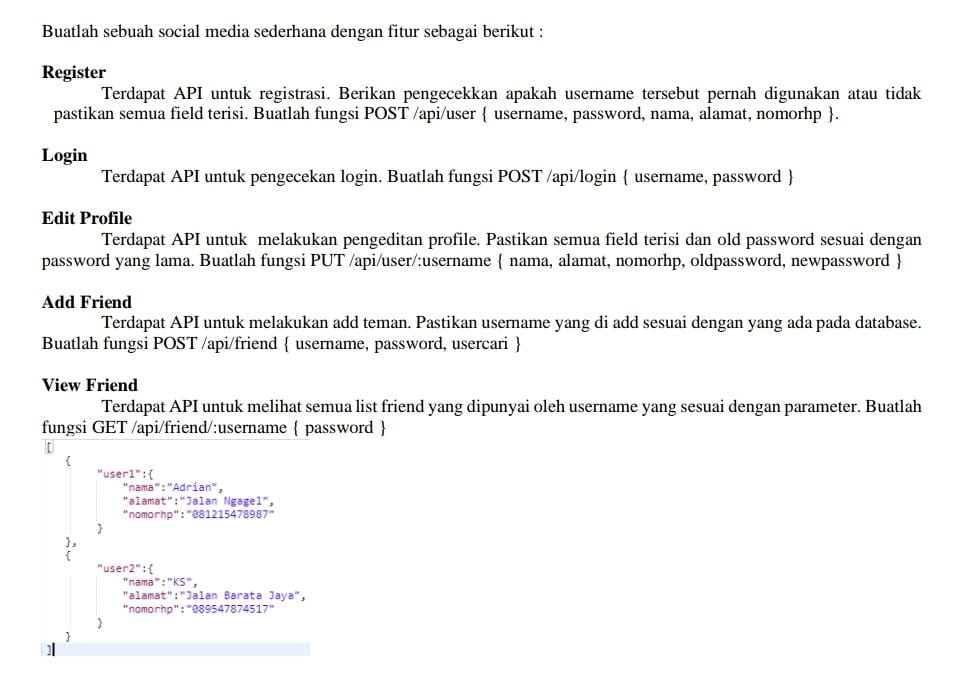 Buatlah sebuah social media sederhana dengan fitur sebagai berikut :
Register
Terdapat API untuk registrasi. Berikan pengecekkan apakah username tersebut pernah digunakan atau tidak
pastikan semua field terisi. Buatlah fungsi POST /api/user { username, password, nama, alamat, nomorhp }.
Login
Terdapat API untuk pengecekan login. Buatlah fungsi POST /api/login { username, password }
Edit Profile
Terdapat API untuk melakukan pengeditan profile. Pastikan semua field terisi dan old password sesuai dengan
password yang lama. Buatlah fungsi PUT /api/user/:username { nama, alamat, nomorhp, oldpassword, newpassword }
Add Friend
Terdapat API untuk melakukan add teman. Pastikan username yang di add sesuai dengan yang ada pada database.
Buatlah fungsi POST /api/friend { username, password, usercari }
View Friend
Terdapat API untuk melihat semua list friend yang dipunyai oleh username yang sesuai dengan parameter. Buatlah
fungsi GET /api/friend/:username { password }
[
{
"user1":{
"nama":"Adrian",
"alamat":"Jalan Ngagel",
"nomorhp":"081215478987"
}
},
{
"user2":{
"nama":"KS",
"alamat":"Jalan Barata Jaya",
"nomorhp":"089547874517"
}
}
]